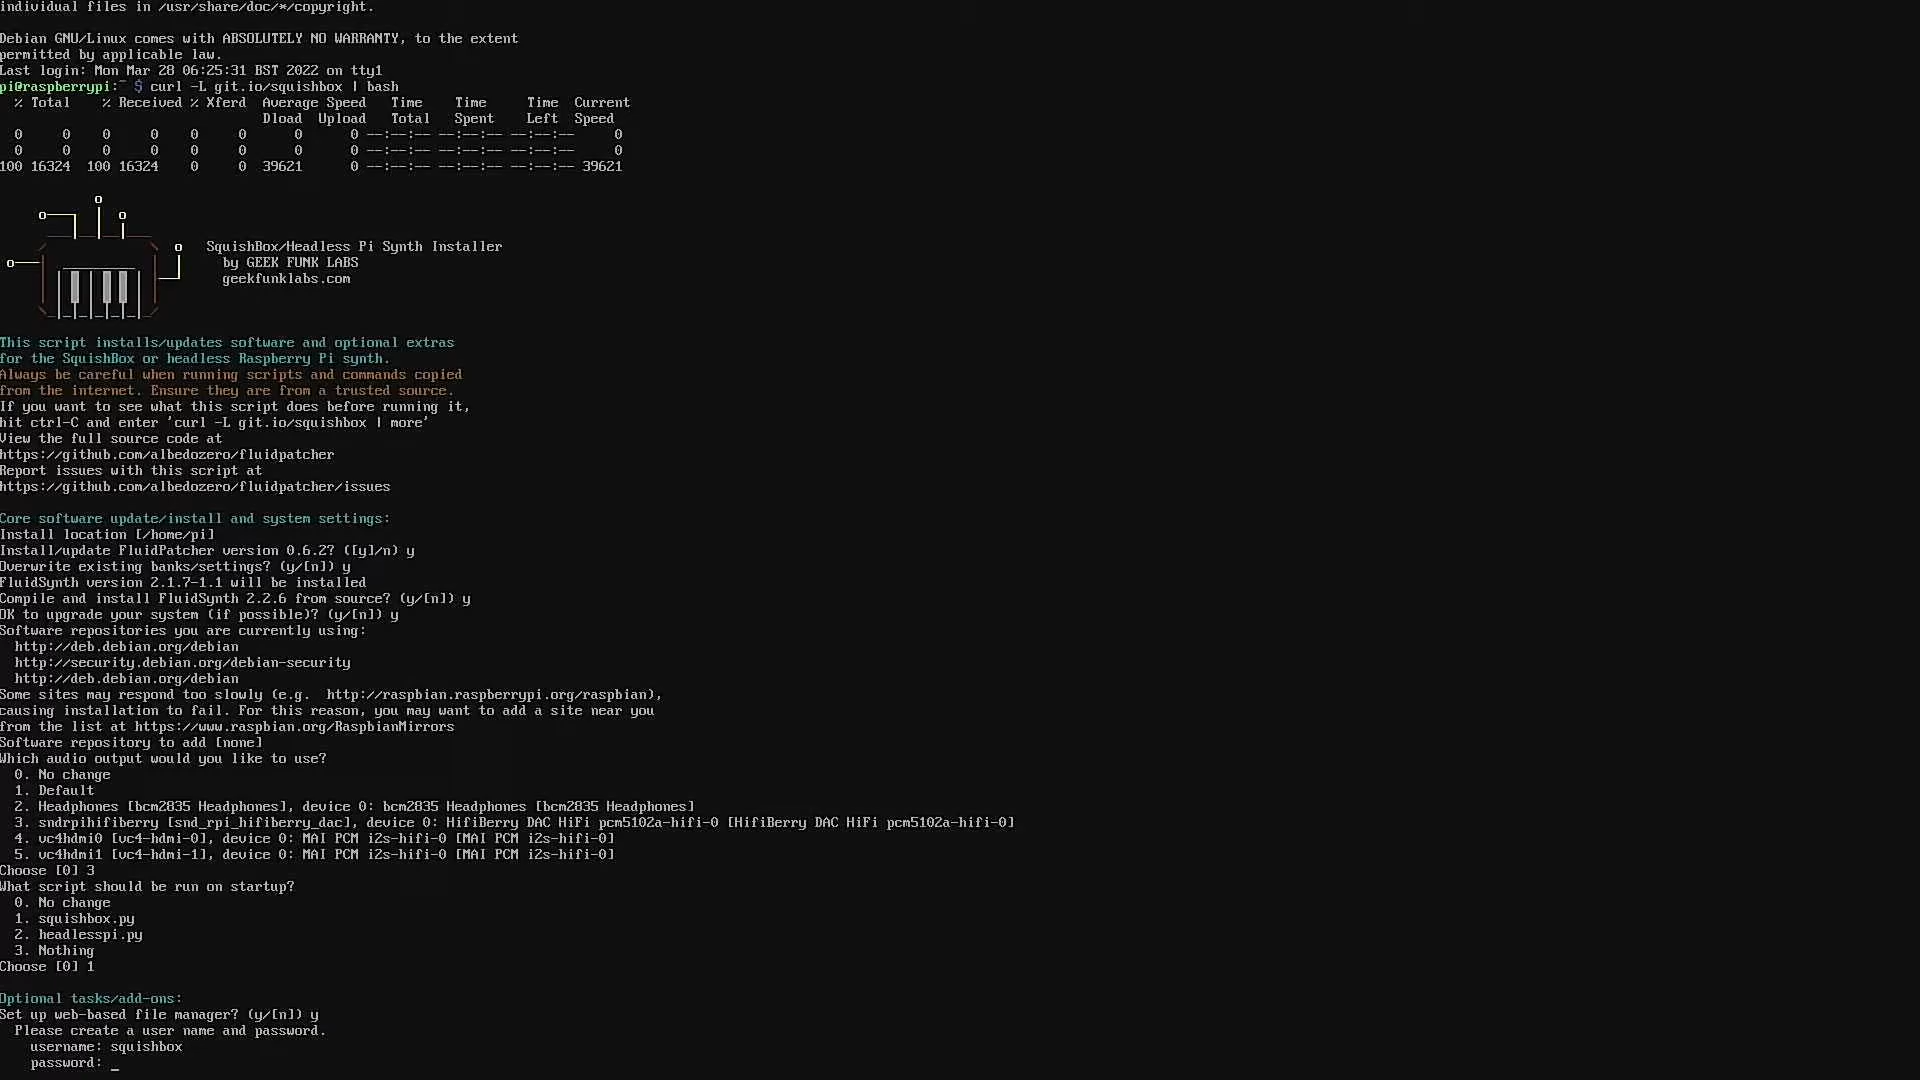 individual files in /usr/share/doc/*/copyright.
Debian GNU/Linux comes with ABSOLUTELY NO WARRANTY, to the extent
permitted by applicable law.
Last login: Mon Mar 28 06:25:31 BST 2022 on tty1
pi@raspberrypi:~ $ curl -L git.io/squishbox | bash
% Total % Received % Xferd Average Speed Time Time Time Current
Dload Upload Total Spent Left Speed
0 0 0 0 0 0 0 0 --:--:-- --:--:-- --:--:-- 0
0 0 0 0 0 0 0 0 --:--:-- --:--:-- --:--:-- 0
100 16324 100 16324 0 0 39621 0 --:--:-- --:--:-- --:--:-- 39621
SquishBox/Headless Pi Synth Installer
by GEEK FUNK LABS
geekfunklabs.com
This script installs/updates software and optional extras
for the SquishBox or headless Raspberry Pi synth.
Always be careful when running scripts and commands copied
from the internet. Ensure they are from a trusted source.
If you want to see what this script does before running it,
hit ctrl-C and enter 'curl -L git.io/squishbox | more'
View the full source code at
https://github.com/albedozero/fluidpatcher
Report issues with this script at
https://github.com/albedozero/fluidpatcher/issues
Core software update/install and system settings:
Install location [/home/pi]
Install/update FluidPatcher version 0.6.2? ([y]/n) y
Overwrite existing banks/settings? (y/[n]) y
FluidSynth version 2.1.7-1.1 will be installed
Compile and install FluidSynth 2.2.6 from source? (y/[n]) y
OK to upgrade your system (if possible)? (y/[n]) y
Software repositories you are currently using:
http://deb.debian.org/debian
http://security.debian.org/debian-security
http://deb.debian.org/debian
Some sites may respond too slowly (e.g. http://raspbian.raspberrypi.org/raspbian),
causing installation to fail. For this reason, you may want to add a site near you
from the list at https://www.raspbian.org/RaspbianMirrors
Software repository to add [none]
Which audio output would you like to use?
0. No change
1. Default
2. Headphones [bcm2835 Headphones], device 0: bcm2835 Headphones [bcm2835 Headphones]
3. sndrpihifiberry [snd_rpi_hifiberry_dac], device 0: HifiBerry DAC HiFi pcm5102a-hifi-0 [HifiBerry DAC HiFi pcm5102a-hifi-0]
4. vc4hdmi0 [vc4-hdmi-0], device 0: MAI PCM i2s-hifi-0 [MAI PCM i2s-hifi-0]
5. vc4hdmi1 [vc4-hdmi-1], device 0: MAI PCM i2s-hifi-0 [MAI PCM i2s-hifi-0]
Choose [0] 3
What script should be run on startup?
0. No change
1. squishbox.py
2. headlesspi.py
3. Nothing
Choose [0] 1
Optional tasks/add-ons:
Set up web-based file manager? (y/[n]) y
Please create a user name and password.
username: squishbox
password: _